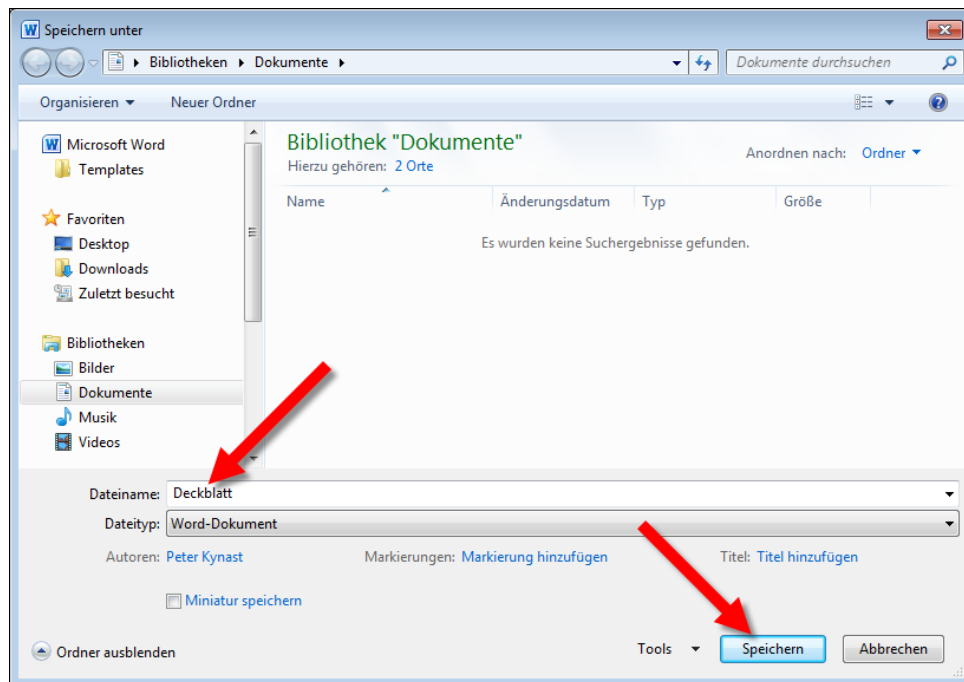 Speichern unter
Bibliotheken Dokumente
Dokumente durchsuchen
Organisieren Neuer Ordner
Microsoft Word
Templates
Favoriten
Desktop
Downloads
Zuletzt besucht
Bibliotheken
Bilder
Dokumente
Musik
Videos
Bibliothek "Dokumente"
Hierzu gehören: 2 Orte
Anordnen nach: Ordner
Name Änderungsdatum Typ Größe
Es wurden keine Suchergebnisse gefunden.
Dateiname: Deckblatt
Dateityp: Word-Dokument
Autoren: Peter Kynast Markierungen: Markierung hinzufügen Titel: Titel hinzufügen
Miniatur speichern
Ordner ausblenden Tools Speichern Abbrechen